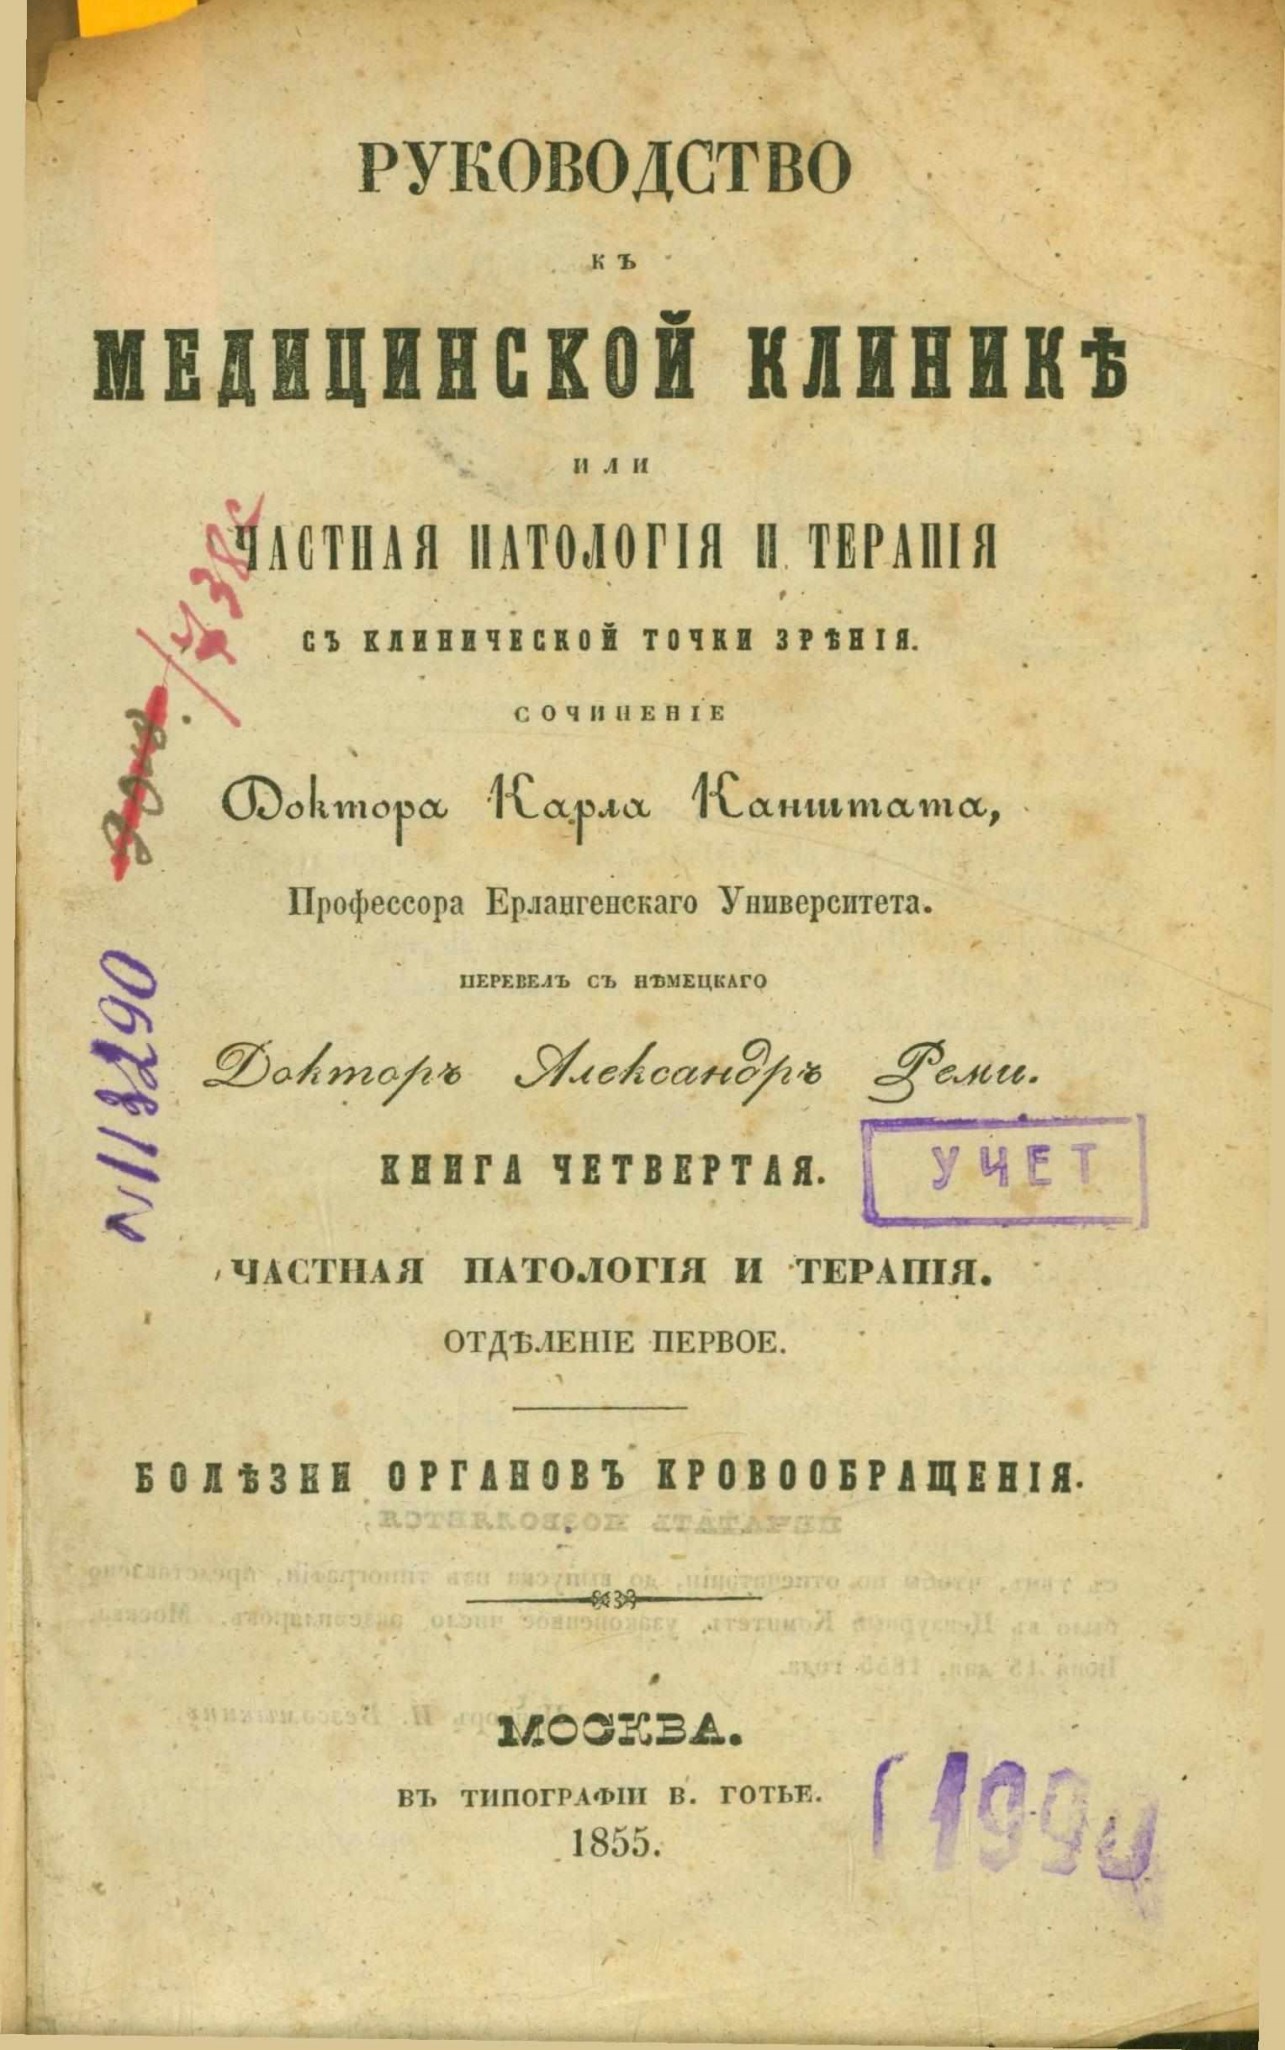 РУКОВОДСТВО
КЪ
МЕДИЦИНСКОЙ КЛИНИКѢ
ИЛИ
ЧАСТНАЯ ПАТОЛОГІЯ И ТЕРАПІЯ
СЪ КЛИНИЧЕСКОЙ ТОЧКИ ЗРѢНІЯ.
СОЧИНЕНІЕ
Доктора Карла Канштата,
Профессора Ерлангенскаго Университета.
ПЕРЕВЕЛЪ СЪ НѢМЕЦКАГО
Докторъ Александръ Реми.
КНИГА ЧЕТВЕРТАЯ.
УЧЕТ
ЧАСТНАЯ ПАТОЛОГІЯ И ТЕРАПІЯ.
ОТДѢЛЕНІЕ ПЕРВОЕ.
БОЛѢЗНИ ОРГАНОВЪ КРОВООБРАЩЕНІЯ.
МОСКВА.
ВЪ ТИПОГРАФІИ В. ГОТЬЕ.
1855.